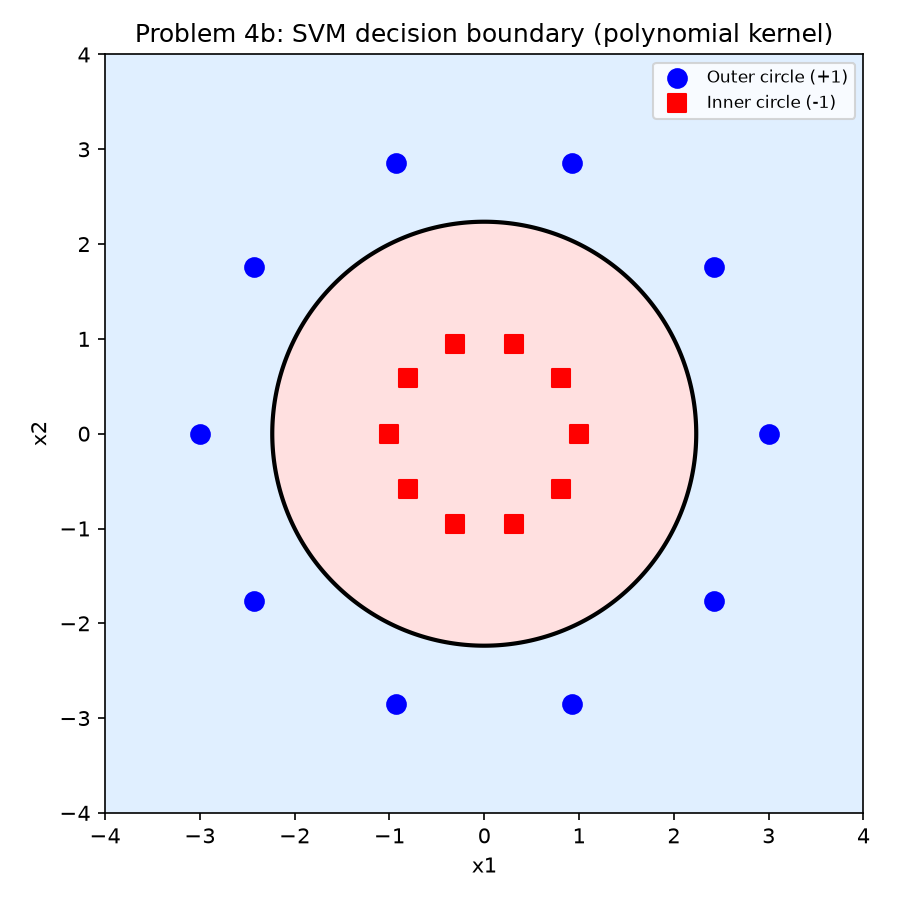 Problem 4b: SVM decision boundary (polynomial kernel)
Outer circle (+1)
Inner circle (-1)
4
3
2
1
0
−1
−2
−3
−4
x2
−4 −3 −2 −1 0 1 2 3 4
x1